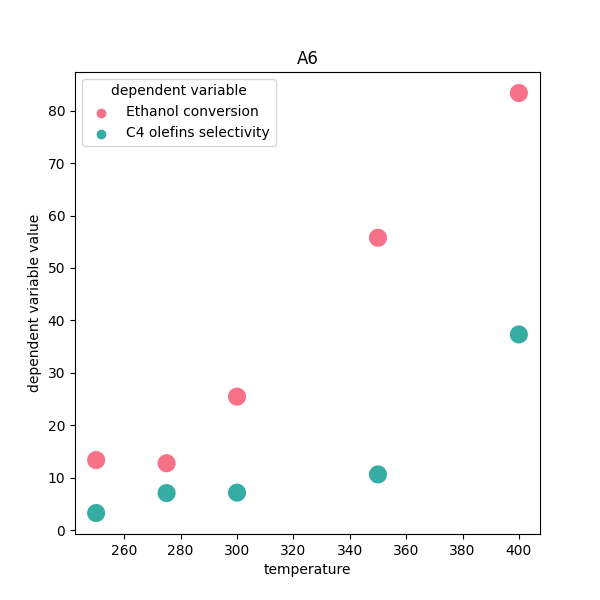 A6
dependent variable
Ethanol conversion
C4 olefins selectivity
dependent variable value
80
70
60
50
40
30
20
10
0
260 280 300 320 340 360 380 400
temperature